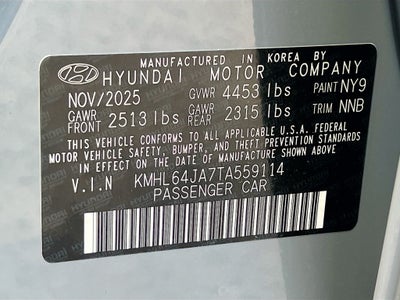 MANUFACTURED IN KOREA BY
HYUNDAI MOTOR COMPANY
NOV/2025 GVWR 4453 lbs PAINT NY9
GAWR FRONT 2513 lbs GAWR REAR 2315 lbs TRIM NNB
THIS VEHICLE CONFORMS TO ALL APPLICABLE U.S.A. FEDERAL
MOTOR VEHICLE SAFETY, BUMPER, AND THEFT PREVENTION
STANDARDS IN EFFECT ON THE DATE OF MANUFACTURE SHOWN ABOVE.
V.I.N KMHL64JA7TA559114
PASSENGER CAR